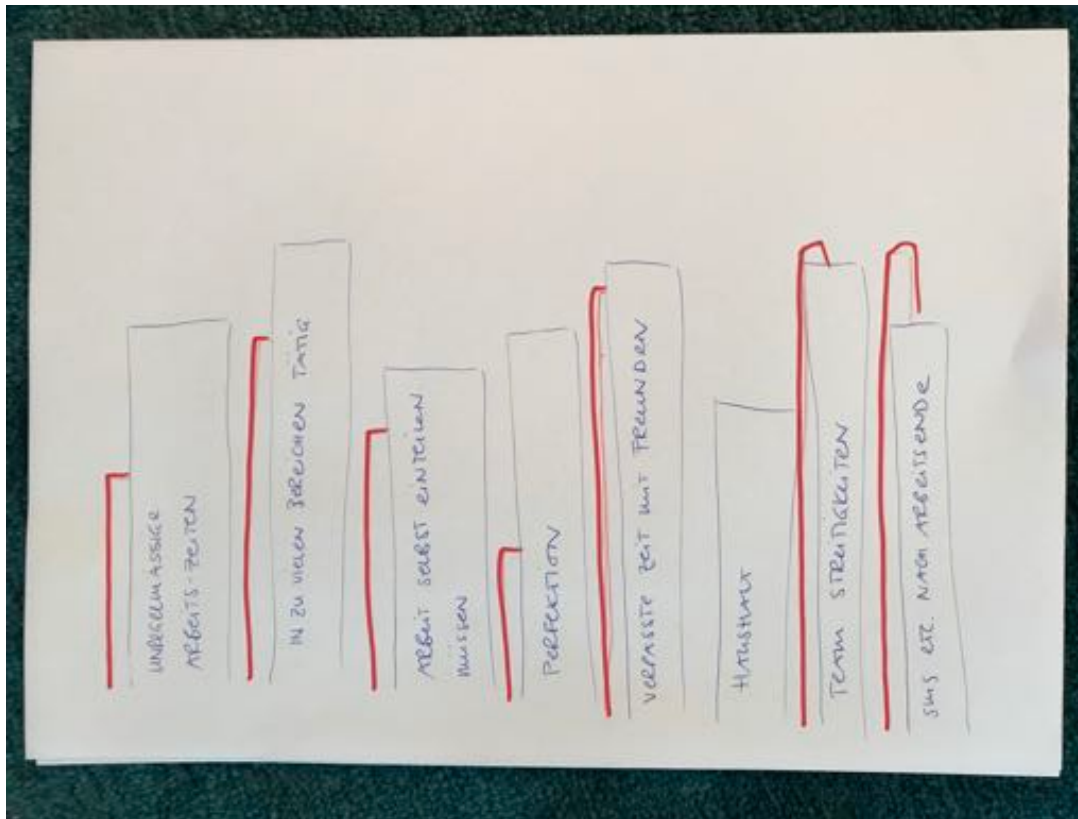 UNREGELMÄSSIGE
ARBEITS-ZEITEN
IN ZU VIELEN BEREICHEN TÄTIG
ARBEIT SELBST EINTEILEN
MÜSSEN
PERFEKTION
VERPASSTE ZEIT MIT FREUNDEN
HAUSHALT
TEAM STREITIGKEITEN
SMS ETC. NACH ARBEITSENDE